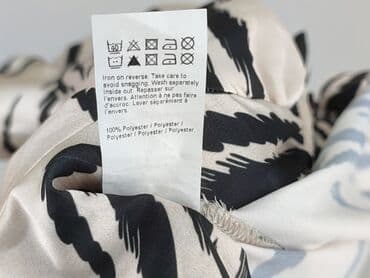 Iron on reverse. Take care to
avoid snagging. Wash separately
inside out. Repasser sur
l'envers. Attention à ne pas faire
d'accroc. Laver séparément à
l'envers.
100% Polyester / Polyester /
Polyester / Polyester